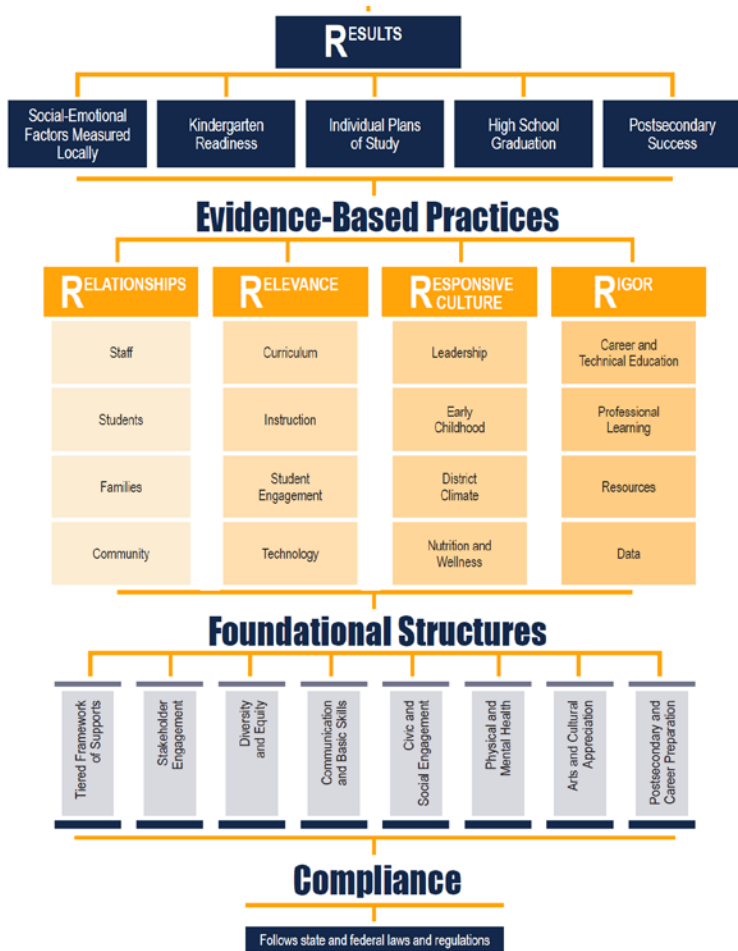 RESULTS
Social-Emotional
Factors Measured
Locally
Kindergarten
Readiness
Individual Plans
of Study
High School
Graduation
Postsecondary
Success
Evidence-Based Practices
RELATIONSHIPS
RELEVANCE
RESPONSIVE
CULTURE
RIGOR
Staff
Curriculum
Leadership
Career and
Technical Education
Students
Instruction
Early
Childhood
Professional
Learning
Families
Student
Engagement
District
Climate
Resources
Community
Technology
Nutrition and
Wellness
Data
Foundational Structures
Tiered Framework
of Supports
Stakeholder
Engagement
Diversity
and Equity
Communication
and Basic Skills
Civic and
Social Engagement
Physical and
Mental Health
Arts and Cultural
Appreciation
Postsecondary and
Career Preparation
Compliance
Follows state and federal laws and regulations